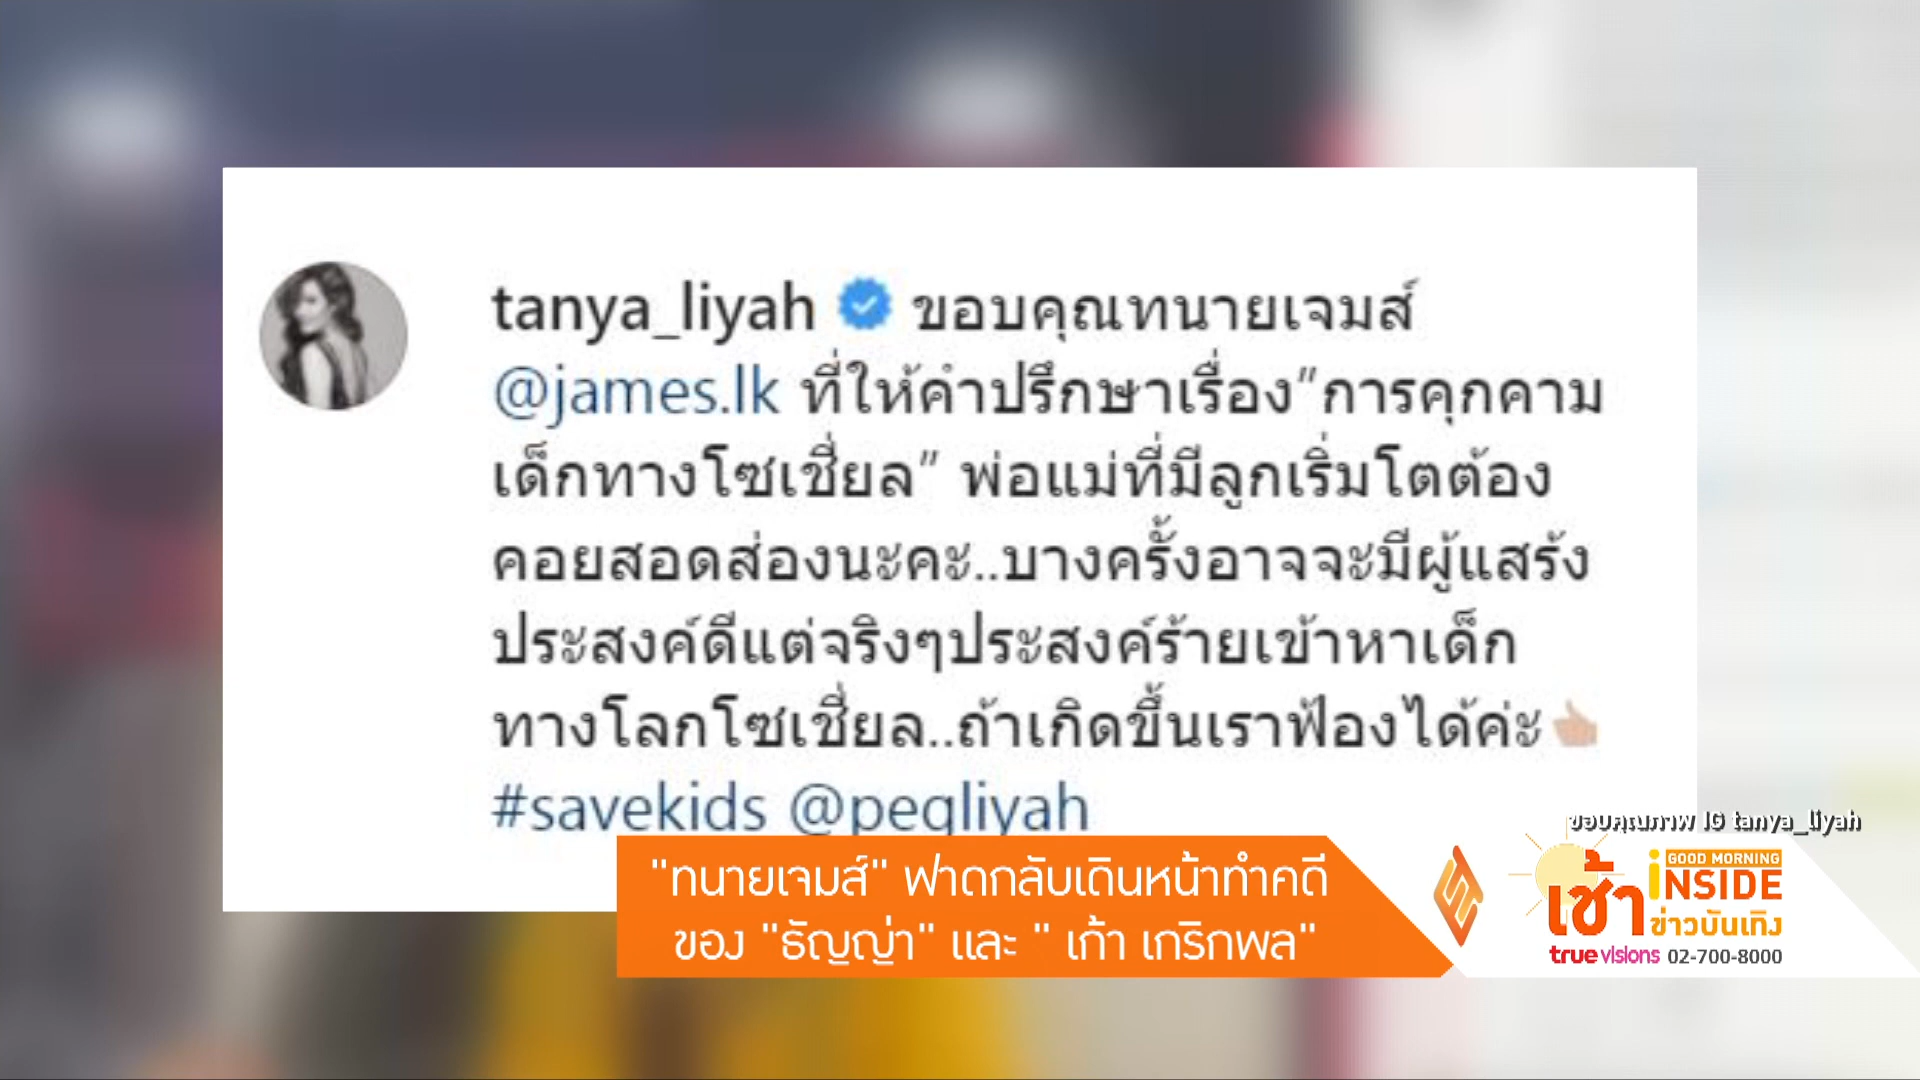 tanya_liyah ขอบคุณทนายเจมส์
@james.lk ที่ให้คำปรึกษาเรื่อง"การคุกคาม
เด็กทางโซเชี่ยล" พ่อแม่ที่มีลูกเริ่มโตต้อง
คอยสอดส่องนะคะ..บางครั้งอาจจะมีผู้แสร้ง
ประสงค์ดีแต่จริงๆประสงค์ร้ายเข้าหาเด็ก
ทางโลกโซเชี่ยล..ถ้าเกิดขึ้นเราฟ้องได้ค่ะ👍🏻
#savekids @peqliyah
ขอบคุณภาพ IG tanya_liyah
"ทนายเจมส์" ฟาดกลับเดินหน้าทำคดี
ของ "ธัญญ่า" และ " เก้า เกริกพล"
เช้า
GOOD MORNING
iNSIDE
ข่าวบันเทิง
truevisions 02-700-8000